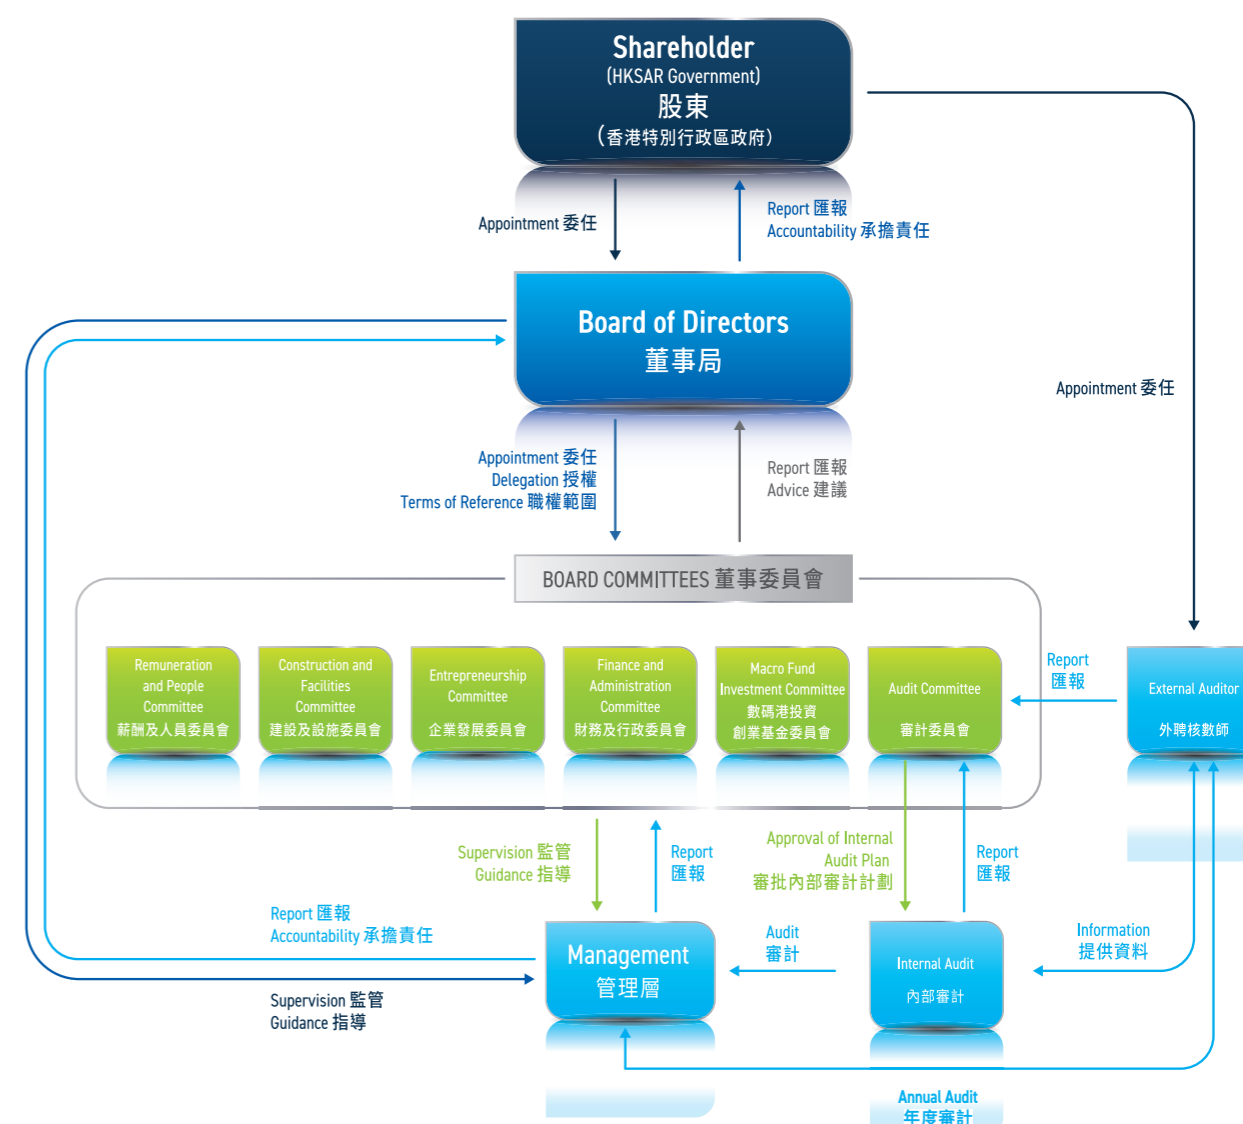 Shareholder
(HKSAR Government)
股東
(香港特別行政區政府)
Appointment 委任
Report 匯報
Accountability 承擔責任
Board of Directors
董事局
Appointment 委任
Appointment 委任
Delegation 授權
Terms of Reference 職權範圍
Report 匯報
Advice 建議
BOARD COMMITTEES 董事委員會
Remuneration
and People
Committee
薪酬及人員委員會
Construction and
Facilities
Committee
建設及設施委員會
Entrepreneurship
Committee
企業發展委員會
Finance and
Administration
Committee
財務及行政委員會
Macro Fund
Investment Committee
數碼港投資
創業基金委員會
Audit Committee
審計委員會
Report
匯報
External Auditor
外聘核數師
Supervision 監管
Guidance 指導
Report
匯報
Approval of Internal
Audit Plan
審批內部審計計劃
Report
匯報
Report 匯報
Accountability 承擔責任
Management
管理層
Audit
審計
Internal Audit
內部審計
Information
提供資料
Supervision 監管
Guidance 指導
Annual Audit
年度審計